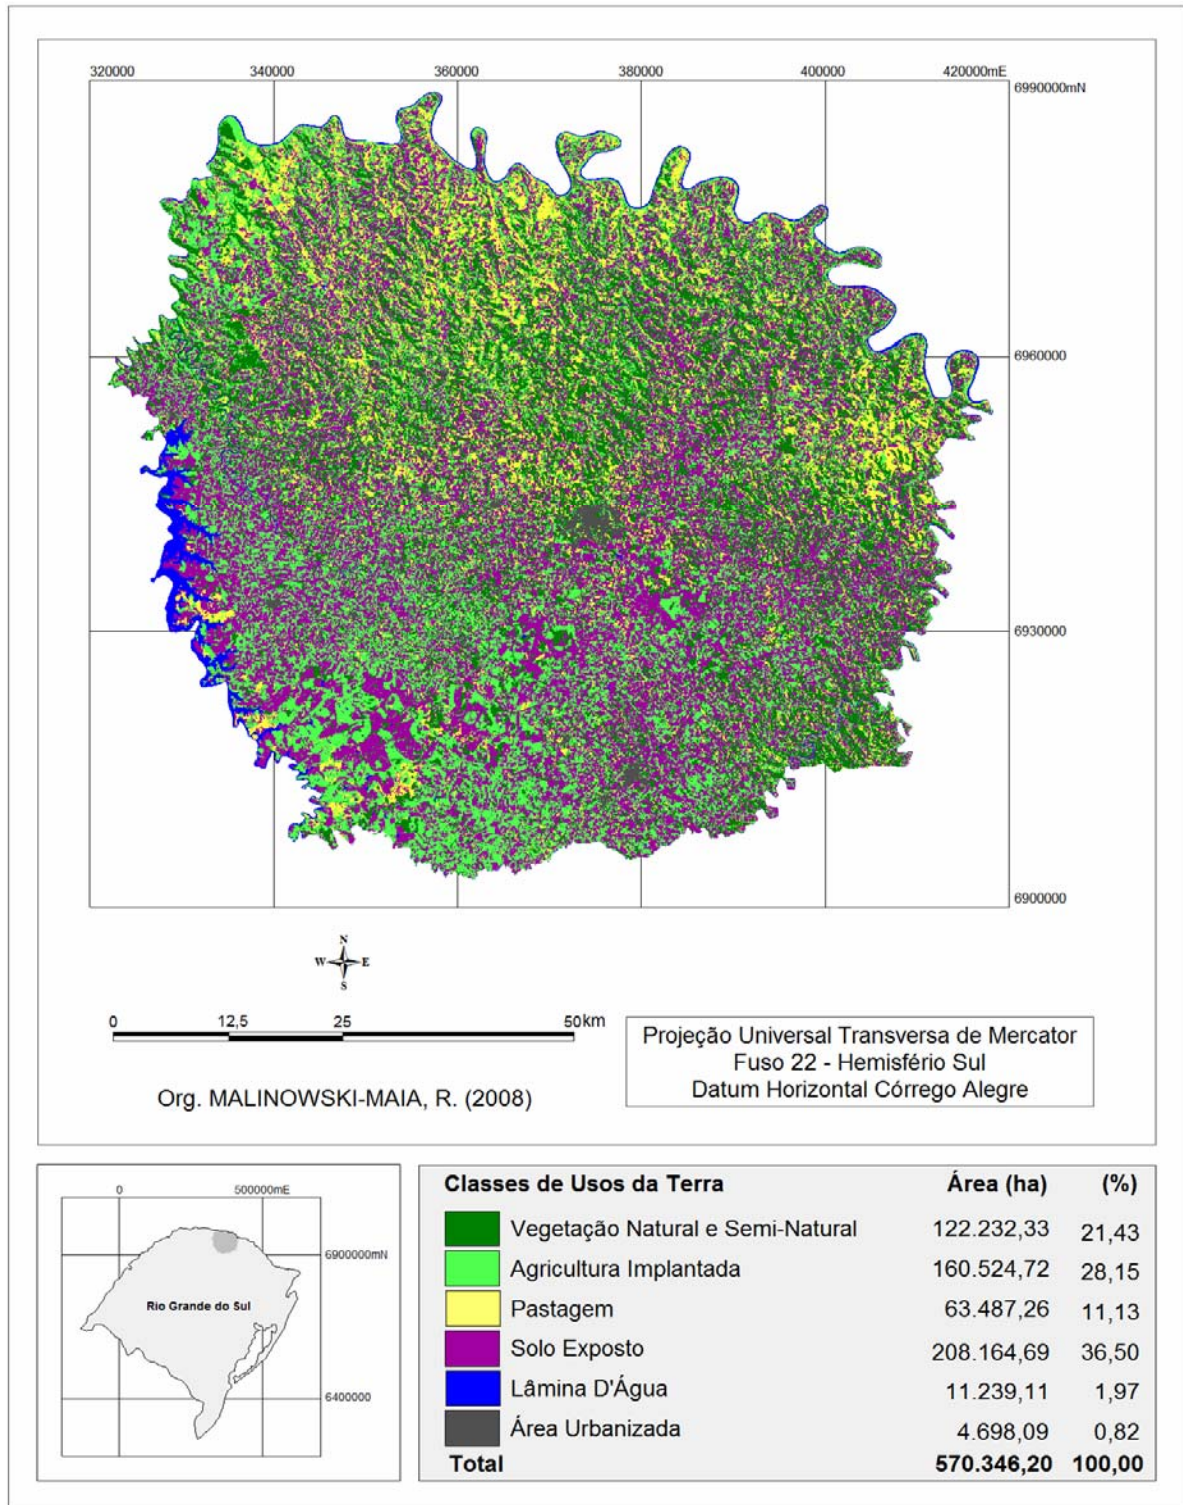 320000 340000 360000 380000 400000 420000mE
6990000mN
6960000
6930000
6900000
N
W E
S
0 12,5 25 50km
Projeção Universal Transversa de Mercator
Fuso 22 - Hemisfério Sul
Datum Horizontal Córrego Alegre
Org. MALINOWSKI-MAIA, R. (2008)
0 500000mE
6900000mN
Rio Grande do Sul
6400000
Classes de Usos da Terra Área (ha) (%)
Vegetação Natural e Semi-Natural 122.232,33 21,43
Agricultura Implantada 160.524,72 28,15
Pastagem 63.487,26 11,13
Solo Exposto 208.164,69 36,50
Lâmina D'Água 11.239,11 1,97
Área Urbanizada 4.698,09 0,82
Total 570.346,20 100,00